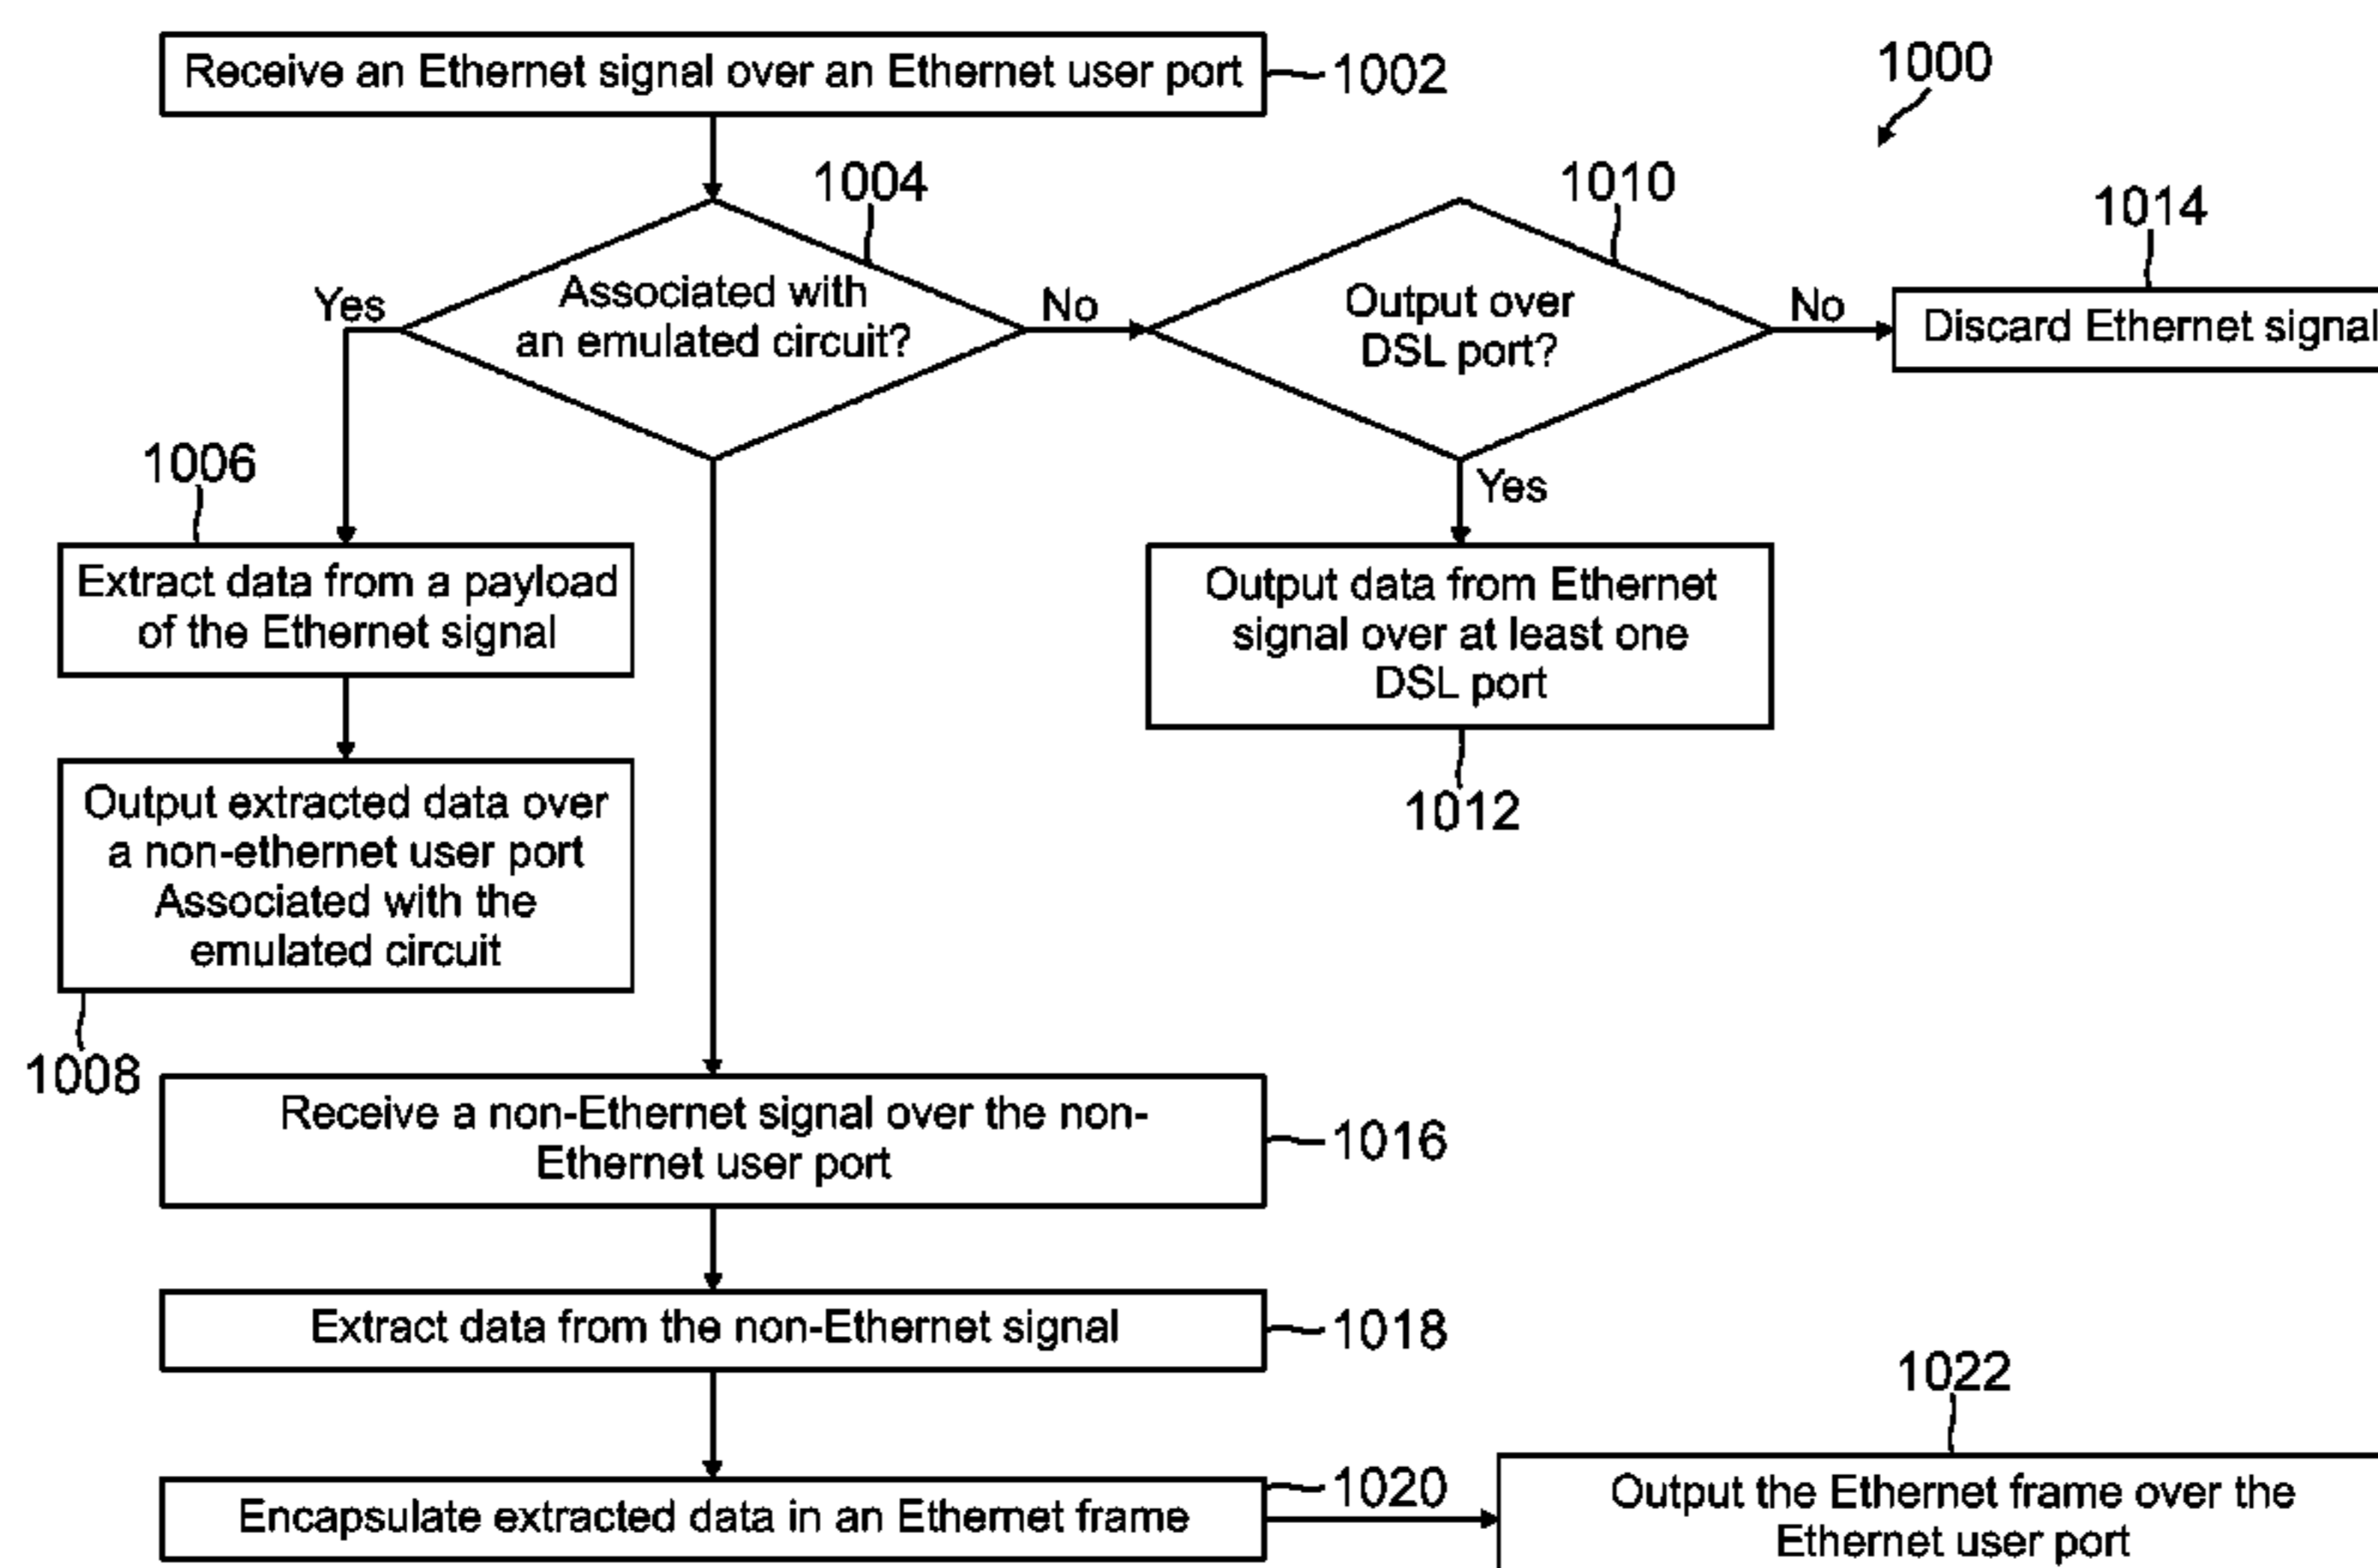 Receive an Ethernet signal over an Ethernet user port
1002
1000
1004
1010
1014
Associated with
an emulated circuit?
Yes
No
Output over
DSL port?
No
Discard Ethernet signal
Yes
1006
Extract data from a payload
of the Ethernet signal
Output data from Ethernet
signal over at least one
DSL port
1012
Output extracted data over
a non-ethernet user port
Associated with the
emulated circuit
1008
Receive a non-Ethernet signal over the non-
Ethernet user port
1016
Extract data from the non-Ethernet signal
1018
Encapsulate extracted data in an Ethernet frame
1020
1022
Output the Ethernet frame over the
Ethernet user port